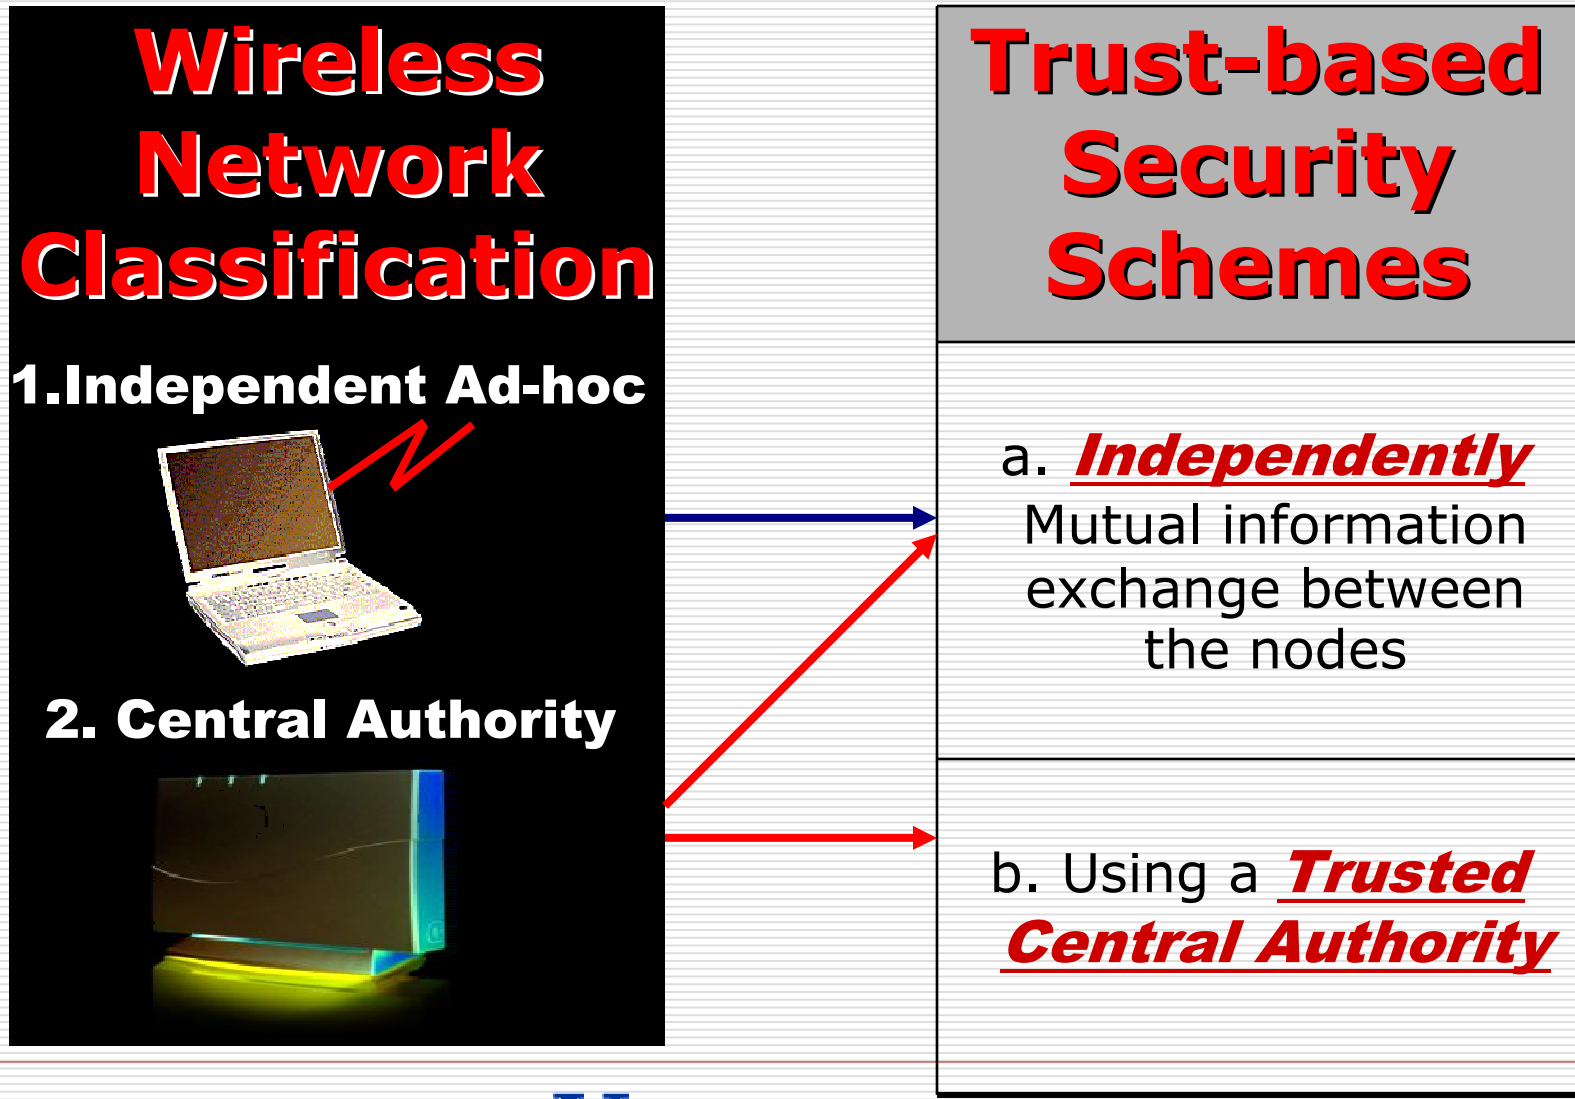 Wireless
Network
Classification
1.Independent Ad-hoc
2. Central Authority
Trust-based
Security
Schemes
a. Independently
Mutual information
exchange between
the nodes
b. Using a Trusted
Central Authority